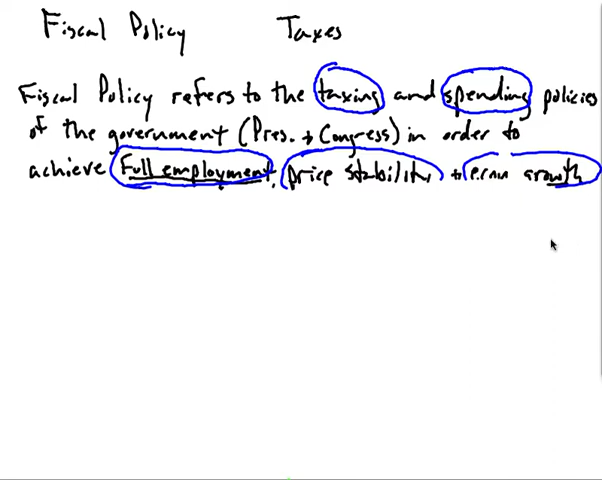 Fiscal Policy Taxes
Fiscal Policy refers to the taxing and spending policies
of the government (Pres. + Congress) in order to
achieve Full employment, price stability + econ growth